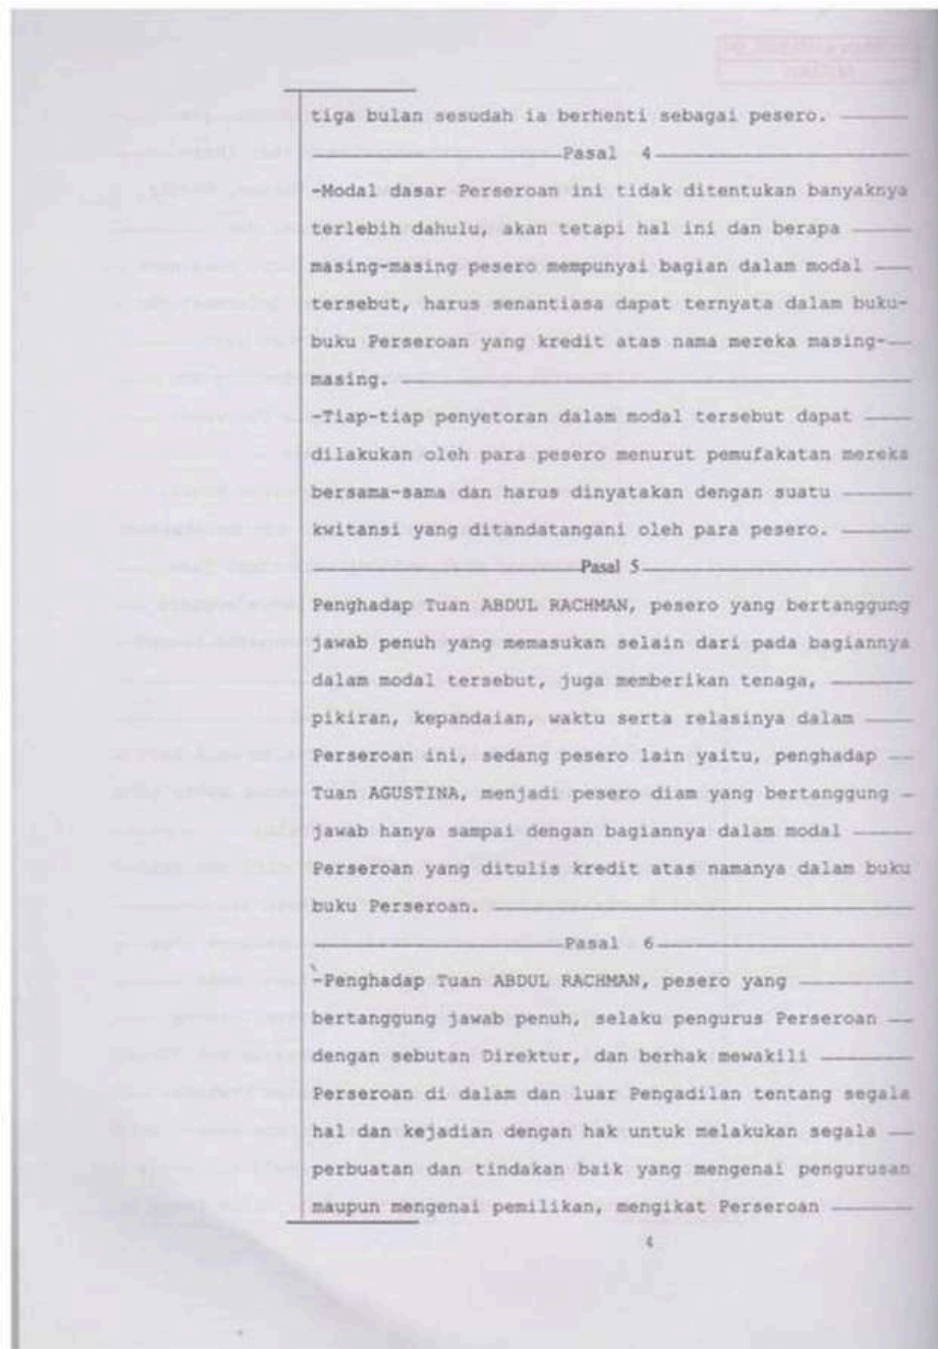 tiga bulan sesudah ia berhenti sebagai pesero.
Pasal 4
-Modal dasar Perseroan ini tidak ditentukan banyaknya
terlebih dahulu, akan tetapi hal ini dan berapa
masing-masing pesero mempunyai bagian dalam modal
tersebut, harus senantiasa dapat ternyata dalam buku-
buku Perseroan yang kredit atas nama mereka masing-
masing.
-Tiap-tiap penyetoran dalam modal tersebut dapat
dilakukan oleh para pesero menurut pemufakatan mereka
bersama-sama dan harus dinyatakan dengan suatu
kwitansi yang ditandatangani oleh para pesero.
Pasal 5
Penghadap Tuan ABDUL RACHMAN, pesero yang bertanggung
jawab penuh yang memasukan selain dari pada bagiannya
dalam modal tersebut, juga memberikan tenaga,
pikiran, kepandaian, waktu serta relasinya dalam
Perseroan ini, sedang pesero lain yaitu, penghadap
Tuan AGUSTINA, menjadi pesero diam yang bertanggung
jawab hanya sampai dengan bagiannya dalam modal
Perseroan yang ditulis kredit atas namanya dalam buku
buku Perseroan.
Pasal 6
-Penghadap Tuan ABDUL RACHMAN, pesero yang
bertanggung jawab penuh, selaku pengurus Perseroan
dengan sebutan Direktur, dan berhak mewakili
Perseroan di dalam dan luar Pengadilan tentang segala
hal dan kejadian dengan hak untuk melakukan segala
perbuatan dan tindakan baik yang mengenai pengurusan
maupun mengenai pemilikan, mengikat Perseroan
4